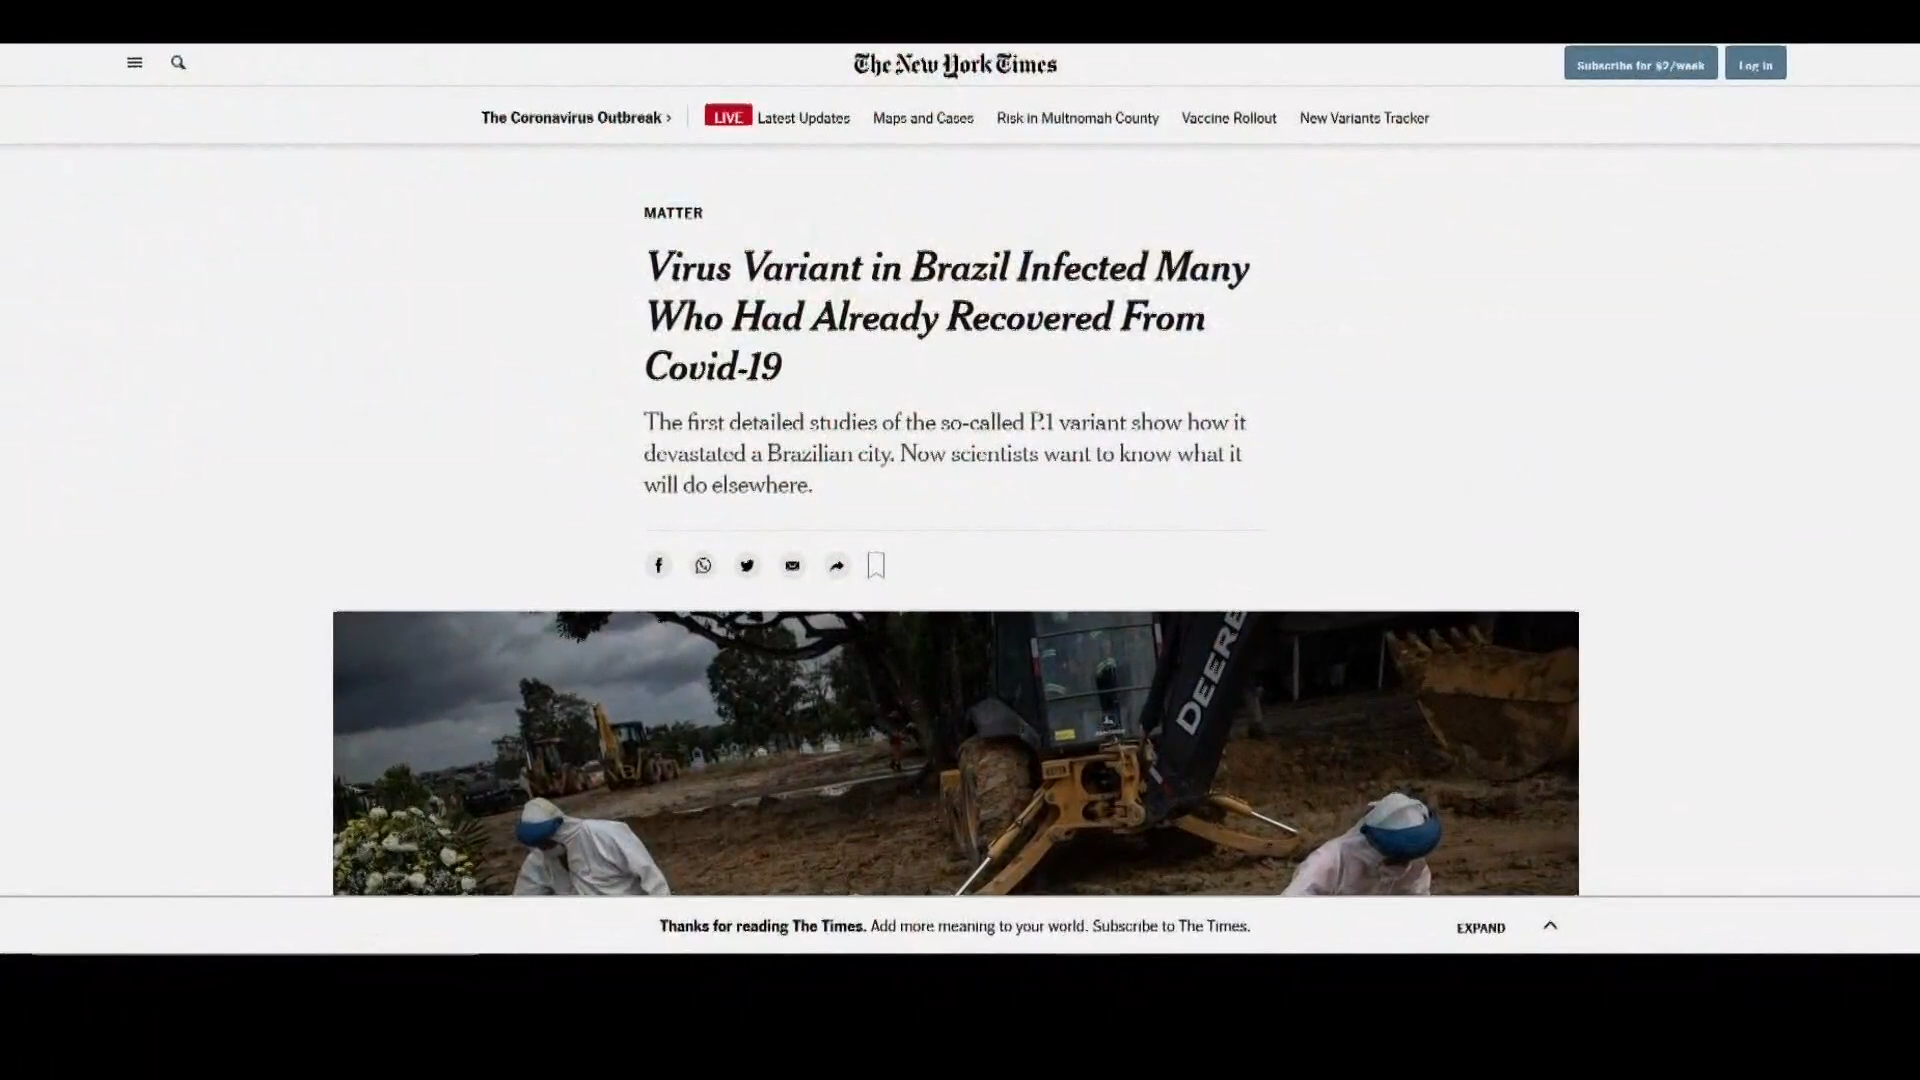 The New York Times
Subscribe for $2/week
Log in
The Coronavirus Outbreak ›
LIVE Latest Updates
Maps and Cases
Risk in Multnomah County
Vaccine Rollout
New Variants Tracker
MATTER
Virus Variant in Brazil Infected Many
Who Had Already Recovered From
Covid-19
The first detailed studies of the so-called P.1 variant show how it
devastated a Brazilian city. Now scientists want to know what it
will do elsewhere.
DEERE
Thanks for reading The Times. Add more meaning to your world. Subscribe to The Times.
EXPAND